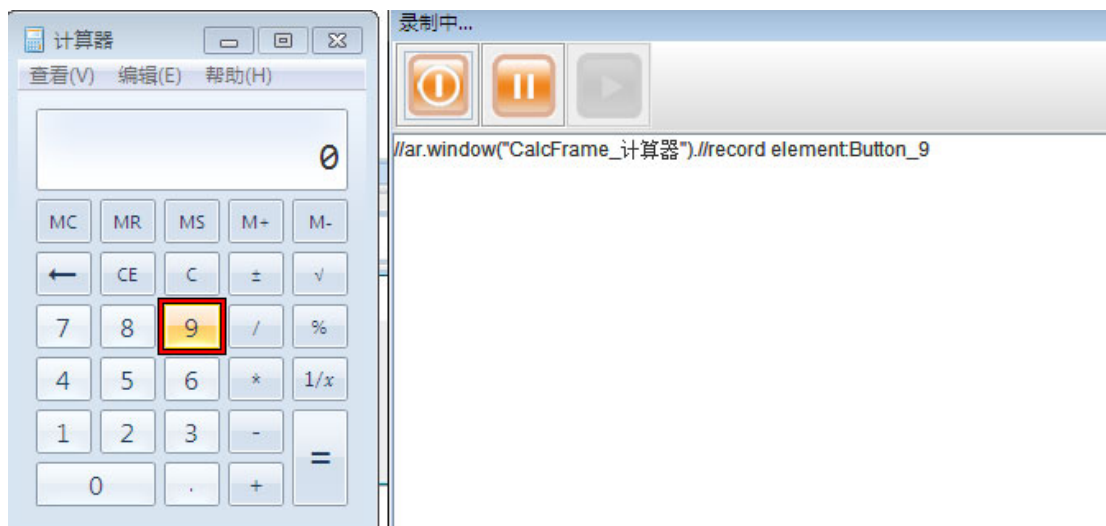 计算器
查看(V) 编辑(E) 帮助(H)
0
MC MR MS M+ M-
← CE C ± √
7 8 9 / %
4 5 6 * 1/x
1 2 3 - =
0 . +
录制中...
//ar.window("CalcFrame_计算器").//record element:Button_9